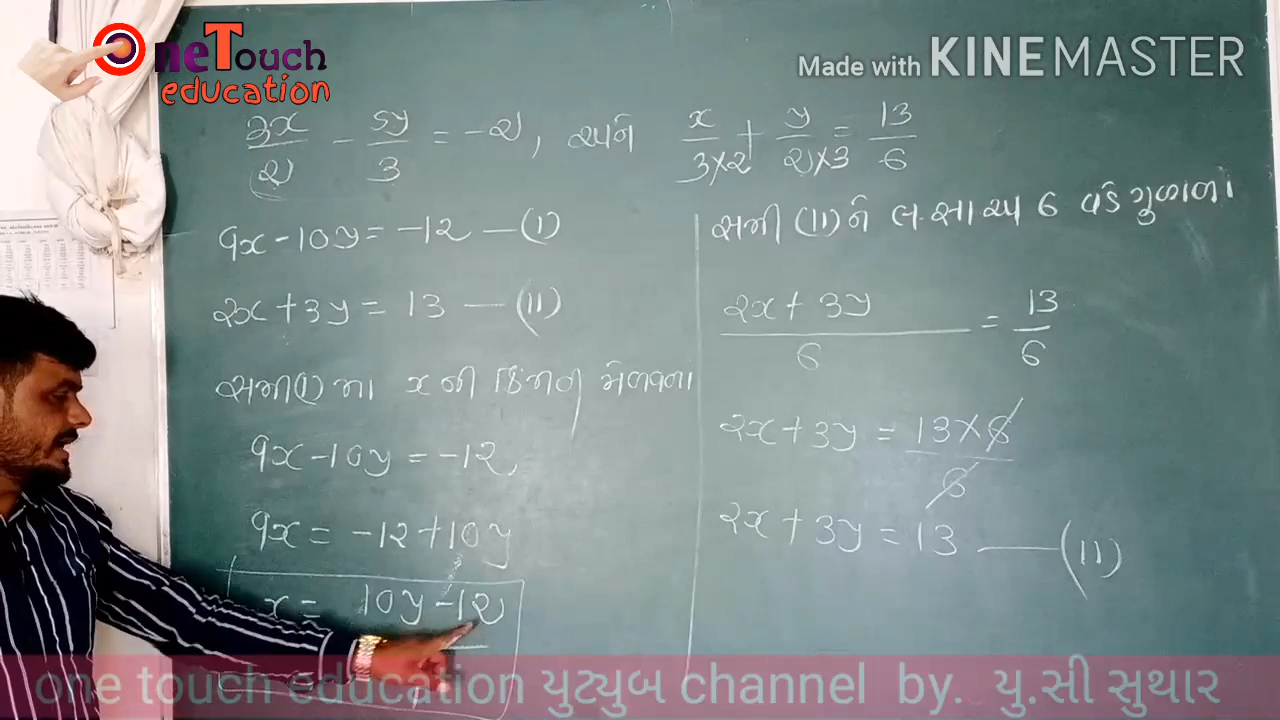 OneTouch
education
Made with KINEMASTER
3x/2 - 5y/3 = -2, અને x/3×2 + y/2×3 = 13/6
9x - 10y = -12 — (I)
2x + 3y = 13 — (II)
સમી(I) માં x ની કિંમત મેળવતા
9x - 10y = -12,
9x = -12 + 10y
x = 10y - 12
સમી (II) ને લ.સા.અ 6 વડે ગુણતા
2x + 3y / 6 = 13/6
2x + 3y = 13×6/6
2x + 3y = 13 — (II)
one touch education યુટ્યુબ channel by. યુ.સી સુથાર